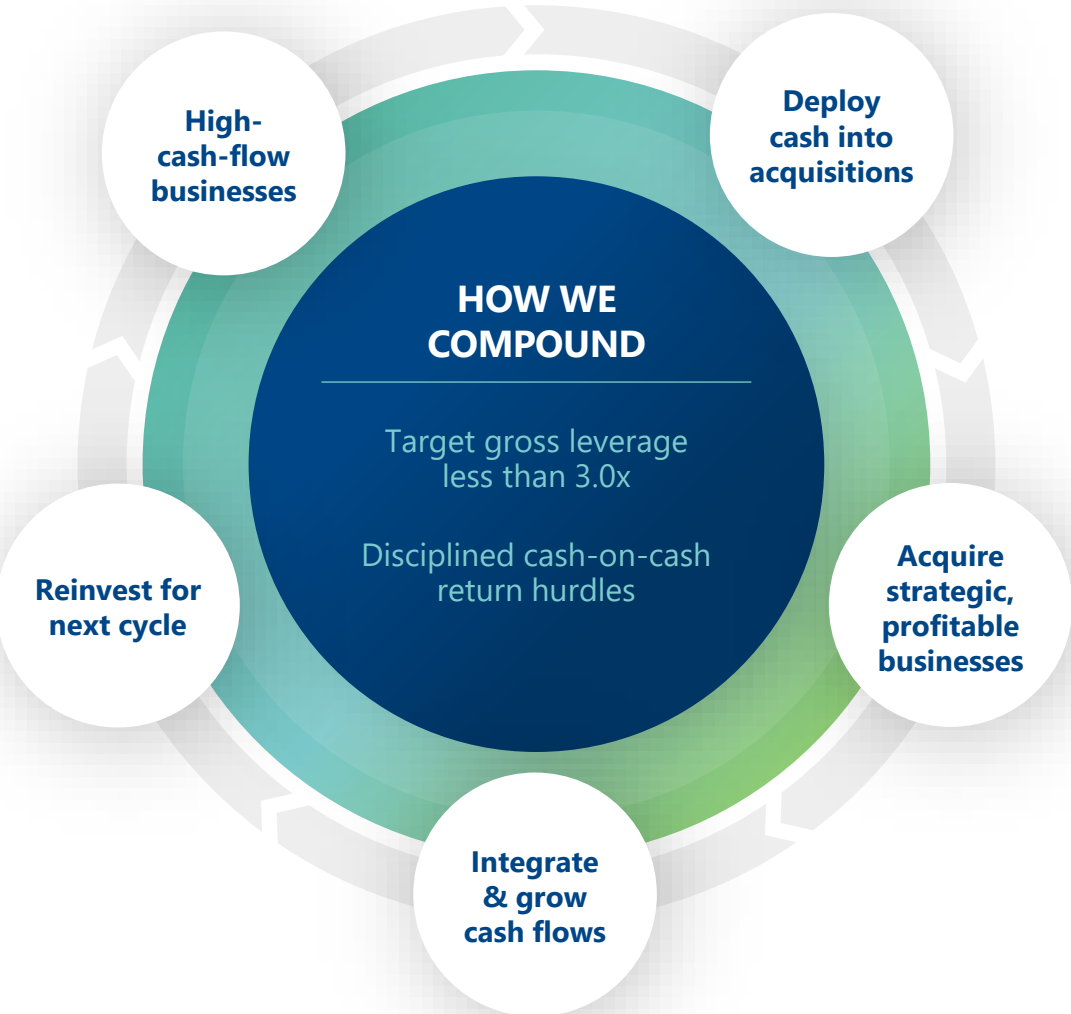 HOW WE
COMPOUND
Target gross leverage
less than 3.0x
Disciplined cash-on-cash
return hurdles
High-
cash-flow
businesses
Deploy
cash into
acquisitions
Acquire
strategic,
profitable
businesses
Integrate
& grow
cash flows
Reinvest for
next cycle